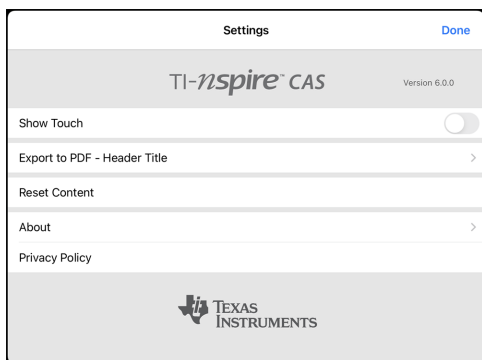 Settings
Done
TI-nspire™ CAS
Version 6.0.0
Show Touch
Export to PDF - Header Title
Reset Content
About
Privacy Policy
TEXAS
INSTRUMENTS